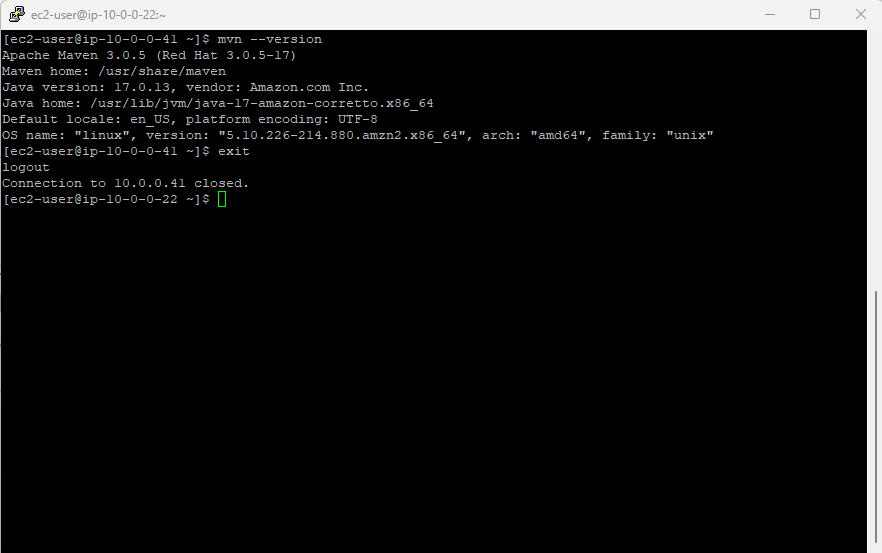 ec2-user@ip-10-0-0-22:~
[ec2-user@ip-10-0-0-41 ~]$ mvn --version
Apache Maven 3.0.5 (Red Hat 3.0.5-17)
Maven home: /usr/share/maven
Java version: 17.0.13, vendor: Amazon.com Inc.
Java home: /usr/lib/jvm/java-17-amazon-corretto.x86_64
Default locale: en_US, platform encoding: UTF-8
OS name: "linux", version: "5.10.226-214.880.amzn2.x86_64", arch: "amd64", family: "unix"
[ec2-user@ip-10-0-0-41 ~]$ exit
logout
Connection to 10.0.0.41 closed.
[ec2-user@ip-10-0-0-22 ~]$